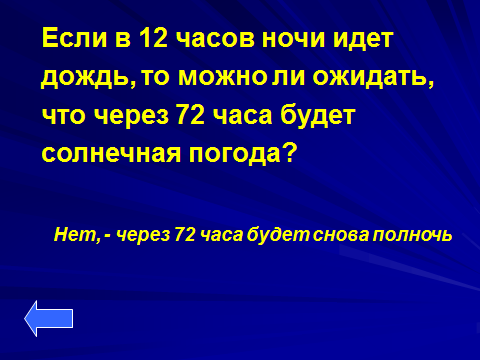 Если в 12 часов ночи идет
дождь, то можно ли ожидать,
что через 72 часа будет
солнечная погода?
Нет, - через 72 часа будет снова полночь